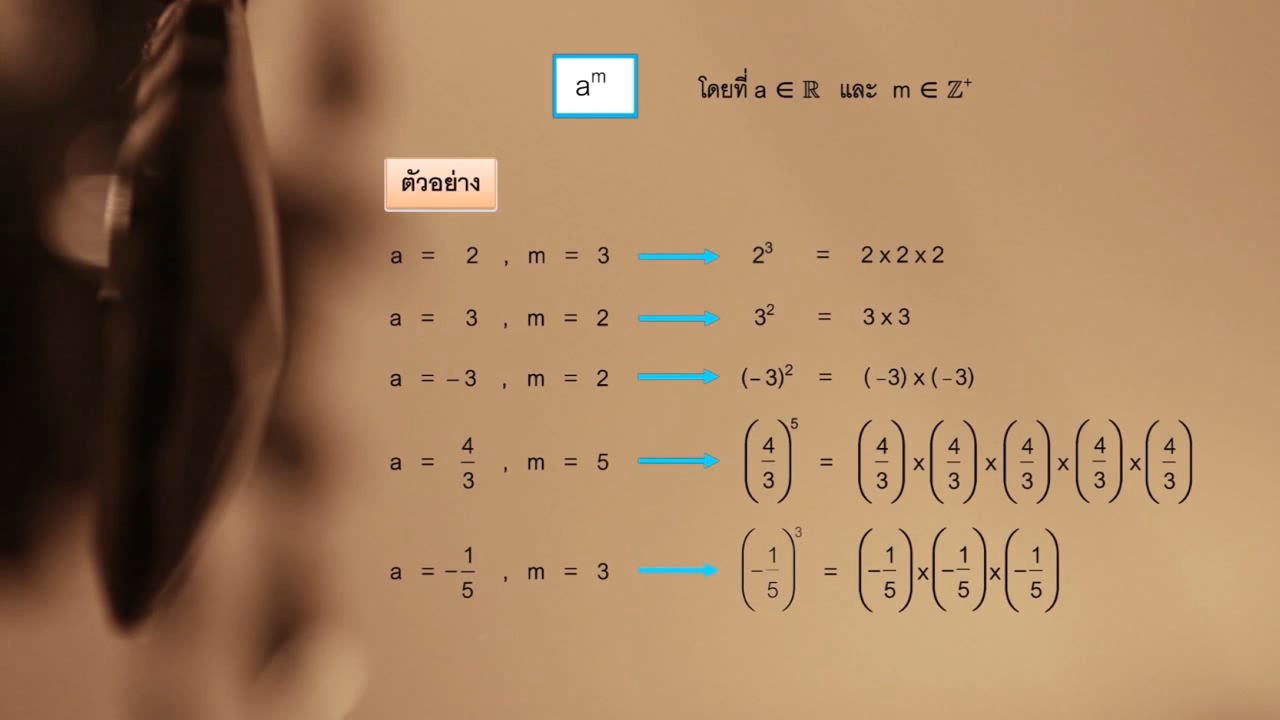 aᵐ โดยที่ a ∈ ℝ และ m ∈ ℤ⁺
ตัวอย่าง
a = 2 , m = 3 → 2³ = 2 x 2 x 2
a = 3 , m = 2 → 3² = 3 x 3
a = –3 , m = 2 → (–3)² = (–3) x (–3)
a = 4/3 , m = 5 → (4/3)⁵ = (4/3) x (4/3) x (4/3) x (4/3) x (4/3)
a = –1/5 , m = 3 → (–1/5)³ = (–1/5) x (–1/5) x (–1/5)